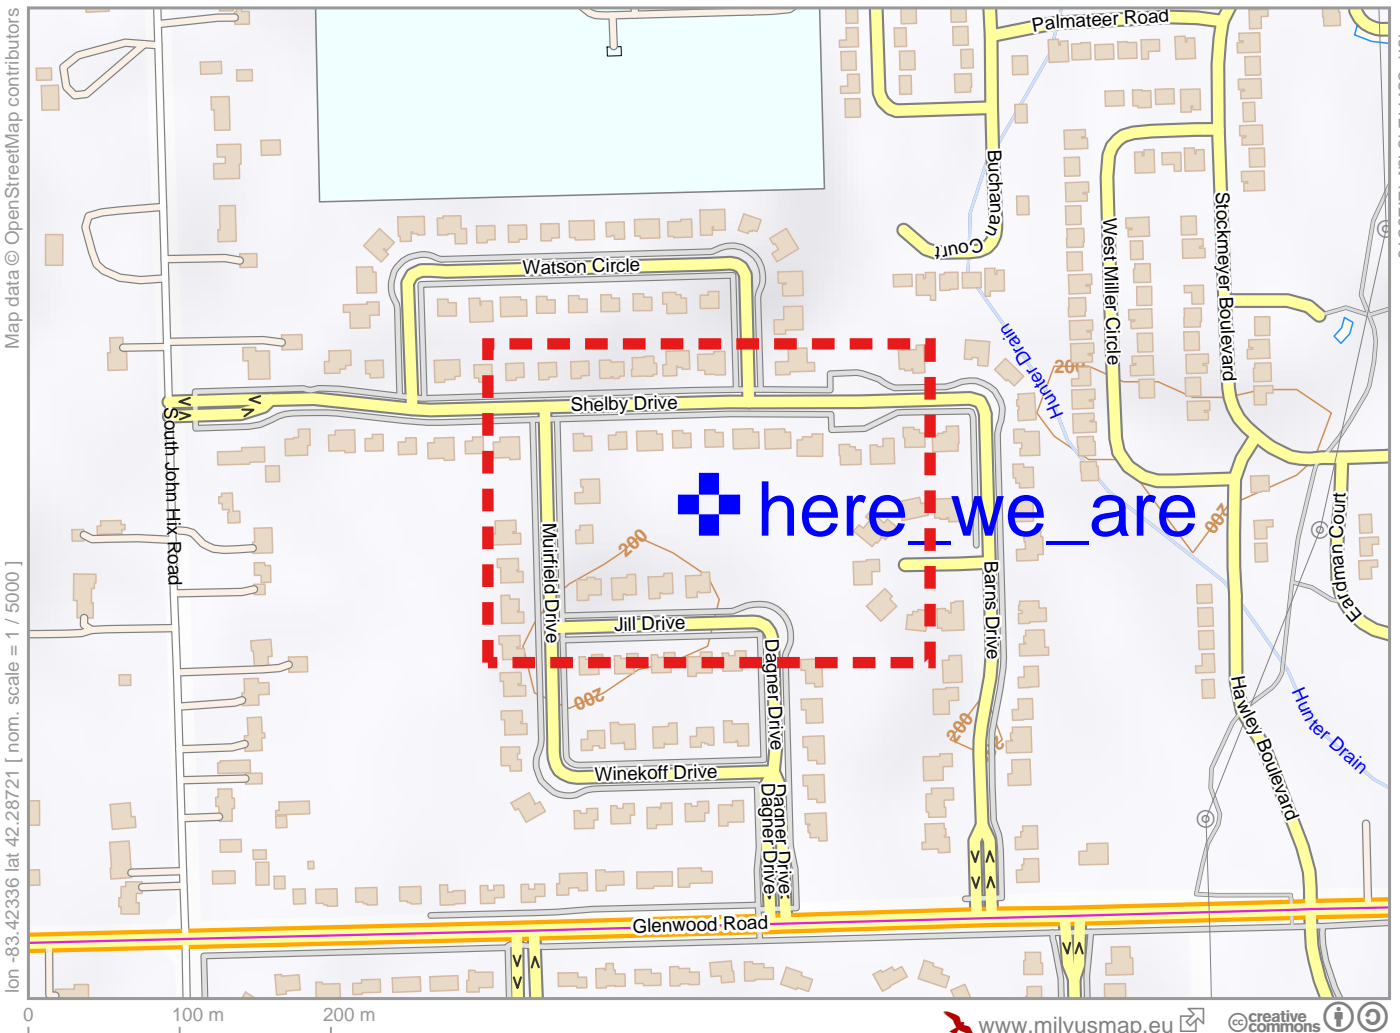 Palmateer Road
Buchanan Court
Stockmeyer Boulevard
West Miller Circle
Watson Circle
Hunter Drain
200
Shelby Drive
South John Hix Road
here_we_are
200
200
Muirfield Drive
Eardman Court
Barns Drive
Jill Drive
Dagner Drive
200
200
Hawley Boulevard
Hunter Drain
Winekoff Drive
Dagner Drive
Dagner Drive
Glenwood Road
Map data © OpenStreetMap contributors
lon -83.42336 lat 42.28721 [ nom. scale = 1 / 5000 ]
0 100 m 200 m
www.milvusmap.eu
cc creative commons